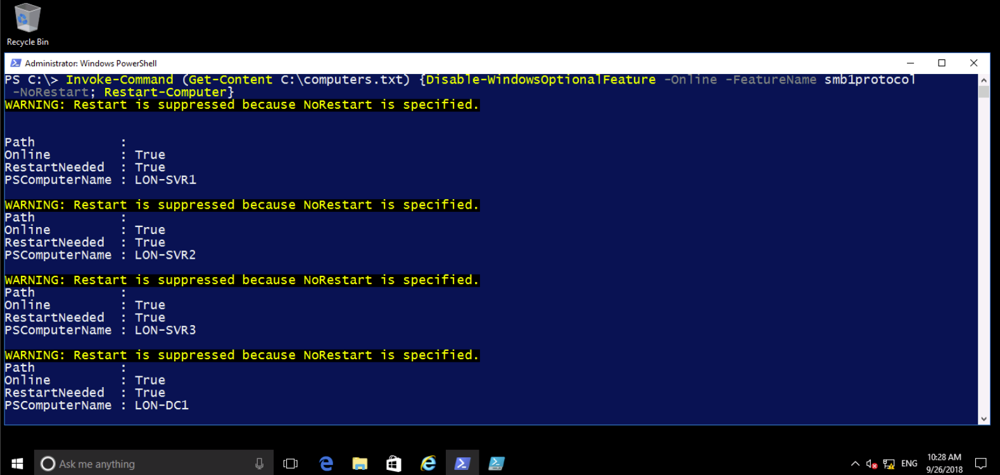 Recycle Bin
Administrator: Windows PowerShell
PS C:\> Invoke-Command (Get-Content C:\computers.txt) {Disable-WindowsOptionalFeature -Online -FeatureName smb1protocol
-NoRestart; Restart-Computer}
WARNING: Restart is suppressed because NoRestart is specified.
Path :
Online : True
RestartNeeded : True
PSComputerName : LON-SVR1
WARNING: Restart is suppressed because NoRestart is specified.
Path :
Online : True
RestartNeeded : True
PSComputerName : LON-SVR2
WARNING: Restart is suppressed because NoRestart is specified.
Path :
Online : True
RestartNeeded : True
PSComputerName : LON-SVR3
WARNING: Restart is suppressed because NoRestart is specified.
Path :
Online : True
RestartNeeded : True
PSComputerName : LON-DC1
Ask me anything
ENG
10:28 AM
9/26/2018